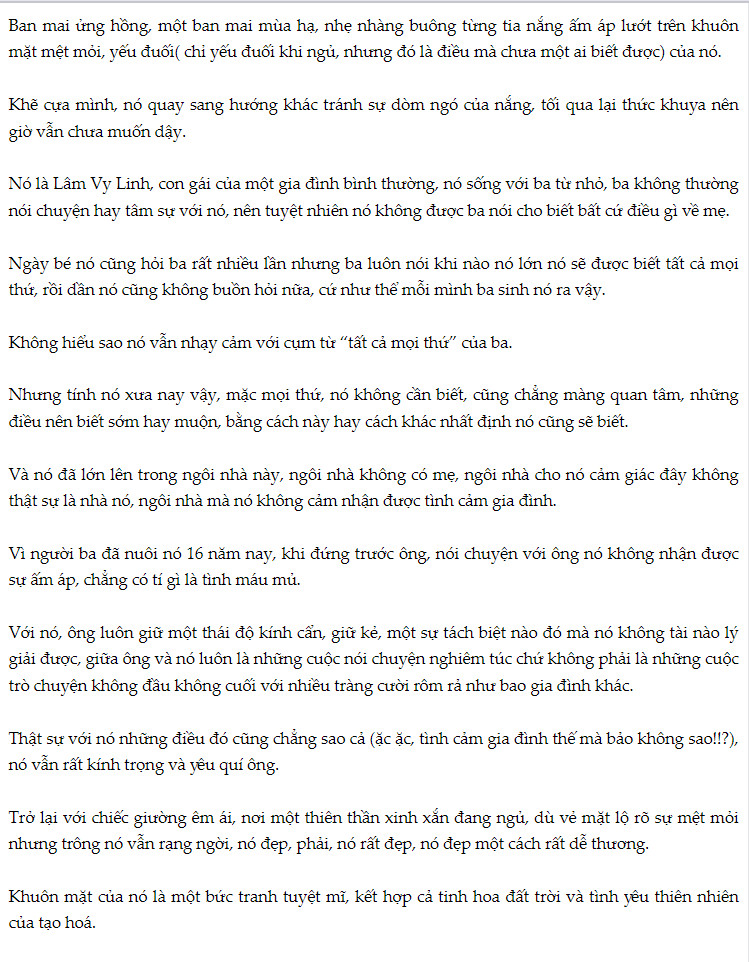 Ban mai ửng hồng, một ban mai mùa hạ, nhẹ nhàng buông từng tia nắng ấm áp lướt trên khuôn
mặt mệt mỏi, yếu đuối( chỉ yếu đuối khi ngủ, nhưng đó là điều mà chưa một ai biết được) của nó.
Khẽ cựa mình, nó quay sang hướng khác tránh sự dòm ngó của nắng, tối qua lại thức khuya nên
giờ vẫn chưa muốn dậy.
Nó là Lâm Vy Linh, con gái của một gia đình bình thường, nó sống với ba từ nhỏ, ba không thường
nói chuyện hay tâm sự với nó, nên tuyệt nhiên nó không được ba nói cho biết bất cứ điều gì về mẹ.
Ngày bé nó cũng hỏi ba rất nhiều lần nhưng ba luôn nói khi nào nó lớn nó sẽ được biết tất cả mọi
thứ, rồi dần nó cũng không buồn hỏi nữa, cứ như thể mỗi mình ba sinh nó ra vậy.
Không hiểu sao nó vẫn nhạy cảm với cụm từ “tất cả mọi thứ” của ba.
Nhưng tính nó xưa nay vậy, mặc mọi thứ, nó không cần biết, cũng chẳng màng quan tâm, những
điều nên biết sớm hay muộn, bằng cách này hay cách khác nhất định nó cũng sẽ biết.
Và nó đã lớn lên trong ngôi nhà này, ngôi nhà không có mẹ, ngôi nhà cho nó cảm giác đây không
thật sự là nhà nó, ngôi nhà mà nó không cảm nhận được tình cảm gia đình.
Vì người ba đã nuôi nó 16 năm nay, khi đứng trước ông, nói chuyện với ông nó không nhận được
sự ấm áp, chẳng có tí gì là tình máu mủ.
Với nó, ông luôn giữ một thái độ kính cẩn, giữ kẻ, một sự tách biệt nào đó mà nó không tài nào lý
giải được, giữa ông và nó luôn là những cuộc nói chuyện nghiêm túc chứ không phải là những cuộc
trò chuyện không đầu không cuối với nhiều tràng cười rôm rả như bao gia đình khác.
Thật sự với nó những điều đó cũng chẳng sao cả (ặc ặc, tình cảm gia đình thế mà bảo không sao!!?),
nó vẫn rất kính trọng và yêu quí ông.
Trở lại với chiếc giường êm ái, nơi một thiên thần xinh xắn đang ngủ, dù vẻ mặt lộ rõ sự mệt mỏi
nhưng trông nó vẫn rạng ngời, nó đẹp, phải, nó rất đẹp, nó đẹp một cách rất dễ thương.
Khuôn mặt của nó là một bức tranh tuyệt mĩ, kết hợp cả tinh hoa đất trời và tình yêu thiên nhiên
của tạo hoá.